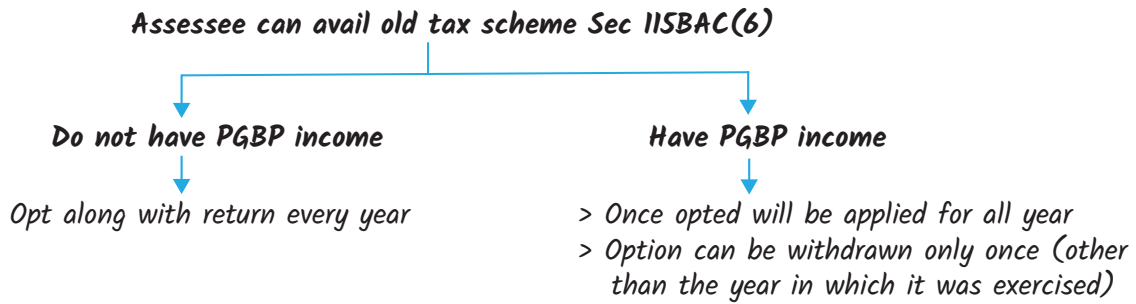 Assessee can avail old tax scheme Sec 115BAC(6)
Do not have PGBP income
Have PGBP income
Opt along with return every year
> Once opted will be applied for all year
> Option can be withdrawn only once (other
than the year in which it was exercised)